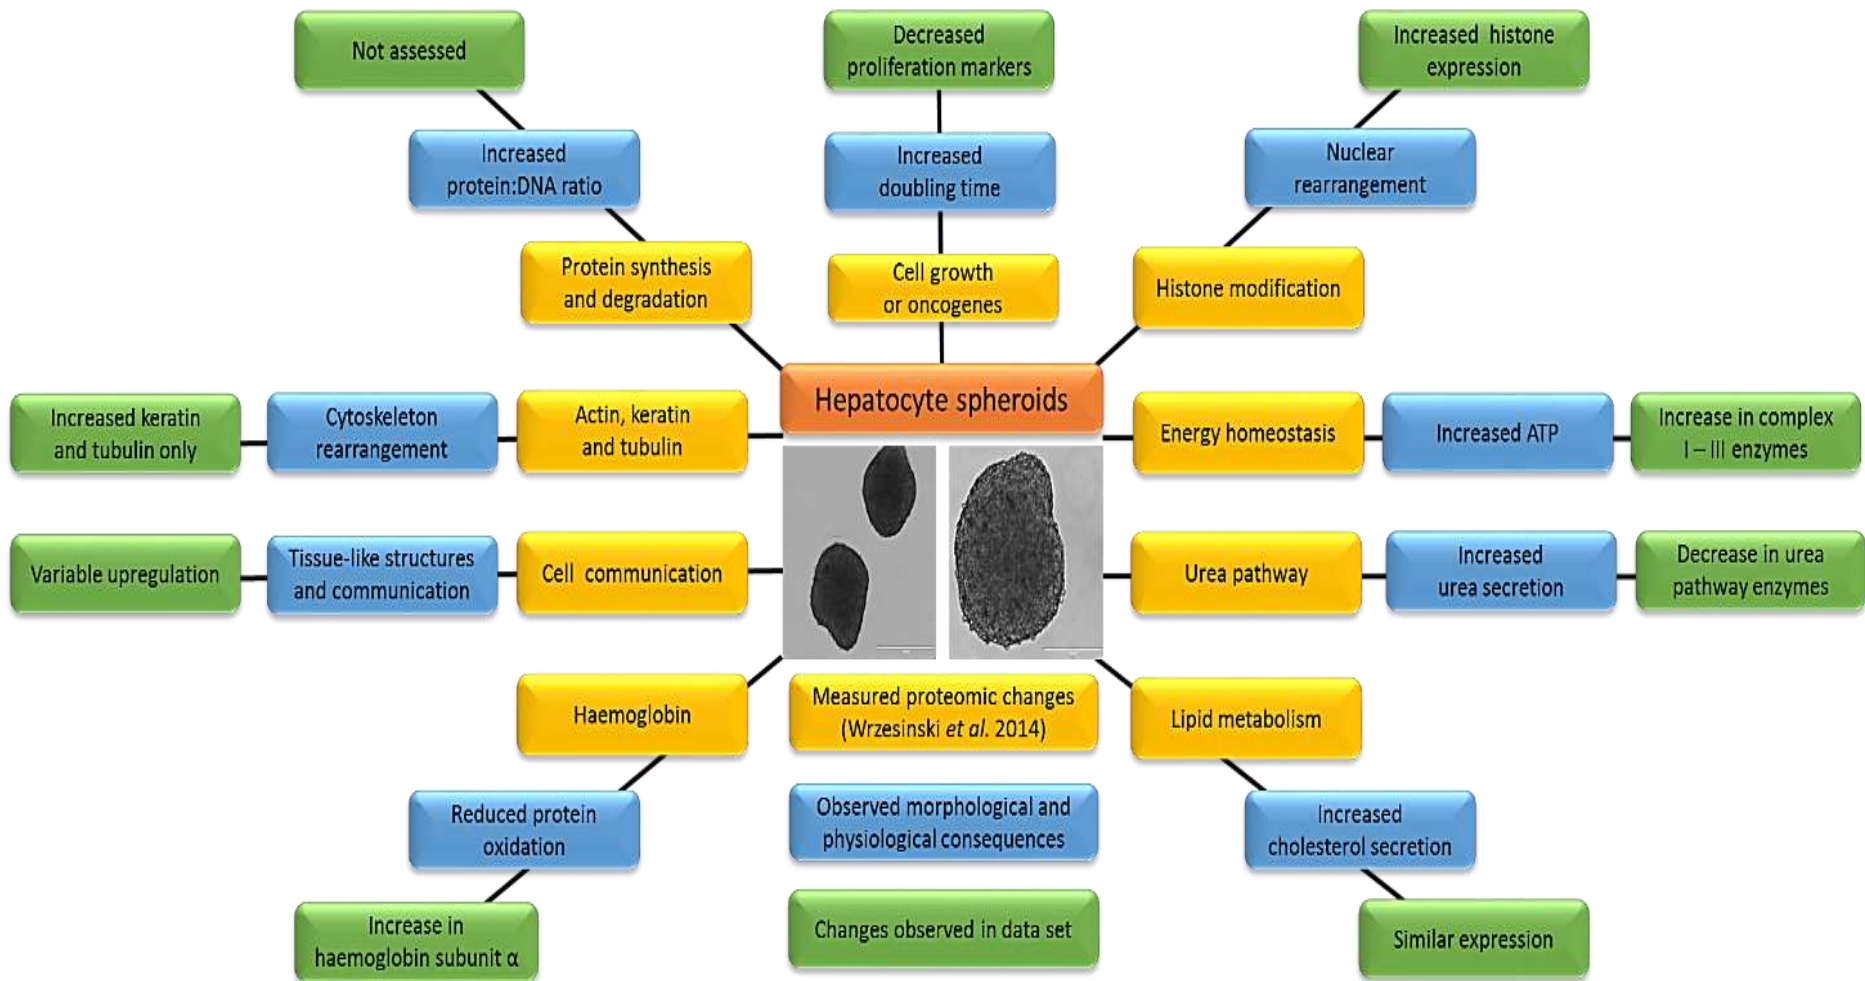 Not assessed
Decreased
proliferation markers
Increased histone
expression
Increased
protein:DNA ratio
Increased
doubling time
Nuclear
rearrangement
Protein synthesis
and degradation
Cell growth
or oncogenes
Histone modification
Hepatocyte spheroids
Increased keratin
and tubulin only
Cytoskeleton
rearrangement
Actin, keratin
and tubulin
Energy homeostasis
Increased ATP
Increase in complex
I – III enzymes
Variable upregulation
Tissue-like structures
and communication
Cell communication
Urea pathway
Increased
urea secretion
Decrease in urea
pathway enzymes
Haemoglobin
Measured proteomic changes
(Wrzesinski et al. 2014)
Lipid metabolism
Reduced protein
oxidation
Observed morphological and
physiological consequences
Increased
cholesterol secretion
Increase in
haemoglobin subunit α
Changes observed in data set
Similar expression